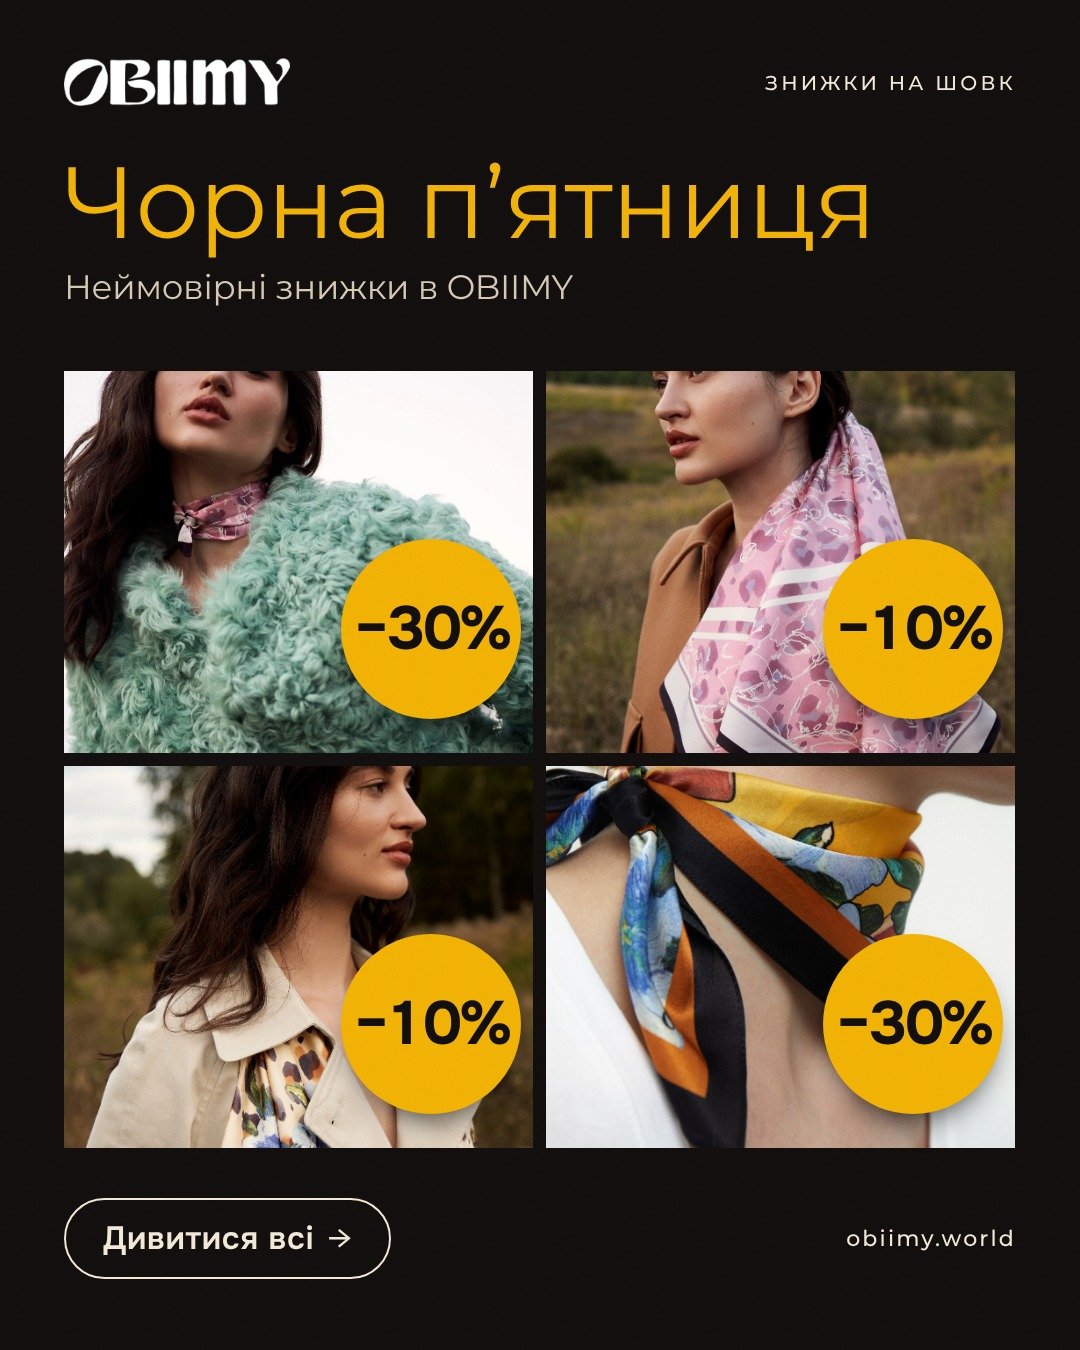 OBIIMY
ЗНИЖКИ НА ШОВК
Чорна п’ятниця
Неймовірні знижки в OBIIMY
-30%
-10%
-10%
-30%
Дивитися всі →
obiimy.world